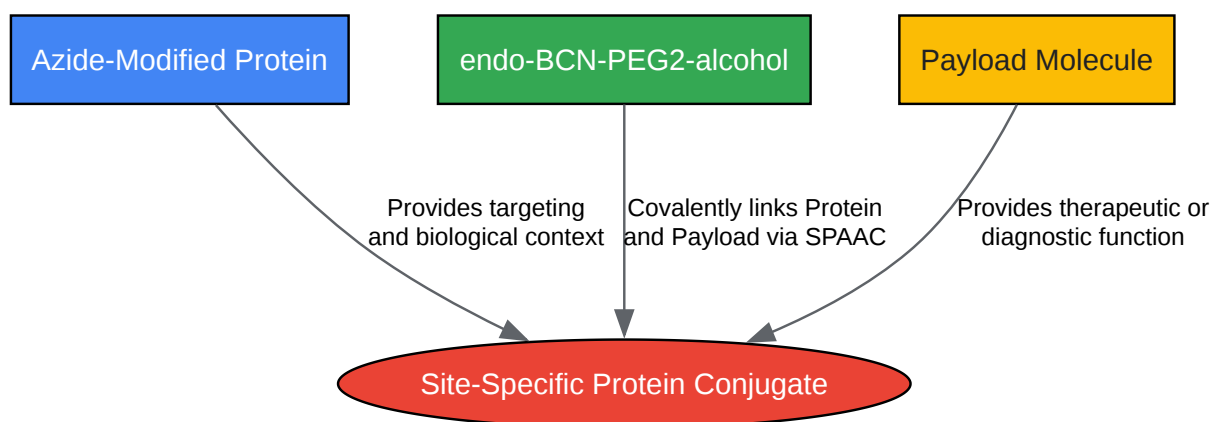 Azide-Modified Protein
endo-BCN-PEG2-alcohol
Payload Molecule
Provides targeting
and biological context
Covalently links Protein
and Payload via SPAAC
Provides therapeutic or
diagnostic function
Site-Specific Protein Conjugate